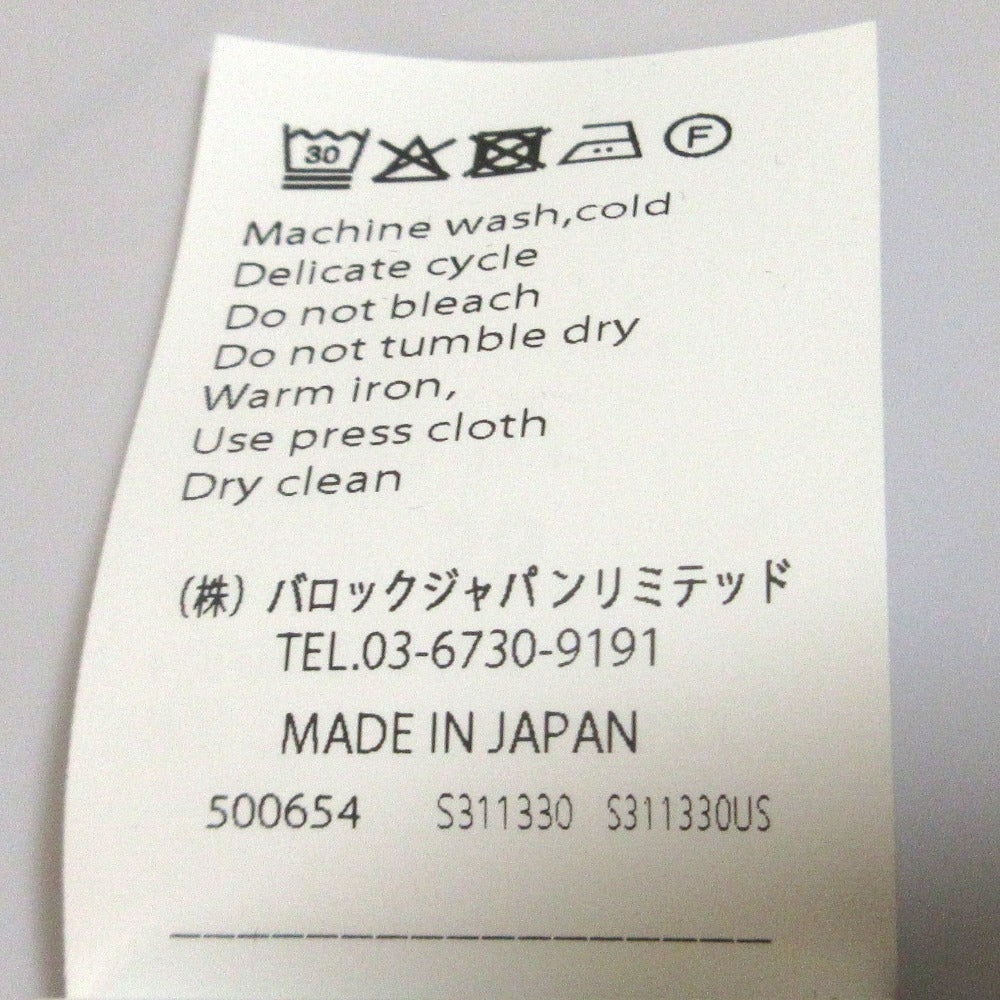 30 F
Machine wash,cold
Delicate cycle
Do not bleach
Do not tumble dry
Warm iron,
Use press cloth
Dry clean
(株) バロックジャパンリミテッド
TEL.03-6730-9191
MADE IN JAPAN
500654 S311330 S311330US